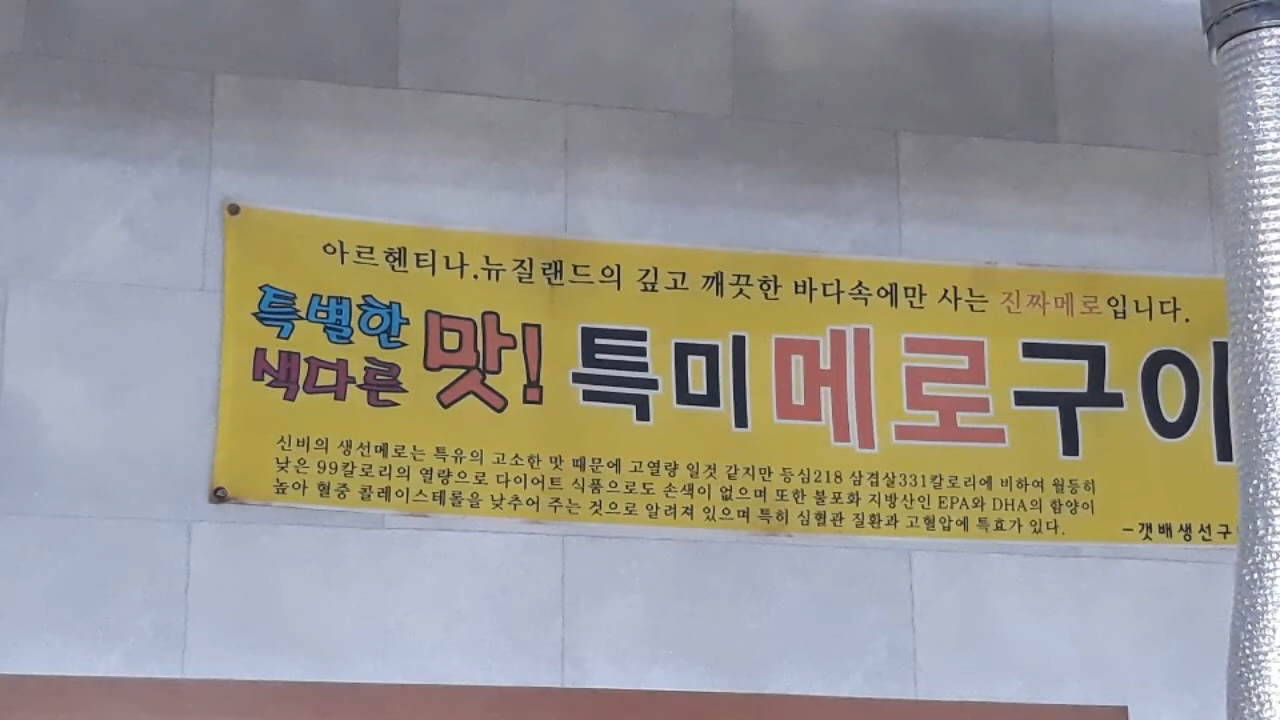 아르헨티나.뉴질랜드의 깊고 깨끗한 바다속에만 사는 진짜메로입니다.
특별한
색다른
맛! 특미메로구이
신비의 생선메로는 특유의 고소한 맛 때문에 고열량 일것 같지만 등심218 삼겹살331칼로리에 비하여 월등히
낮은 99칼로리의 열량으로 다이어트 식품으로도 손색이 없으며 또한 불포화 지방산인 EPA와 DHA의 함양이
높아 혈중 콜레이스테롤을 낮추어 주는 것으로 알려져 있으며 특히 심혈관 질환과 고혈압에 특효가 있다.
-갯배생선구